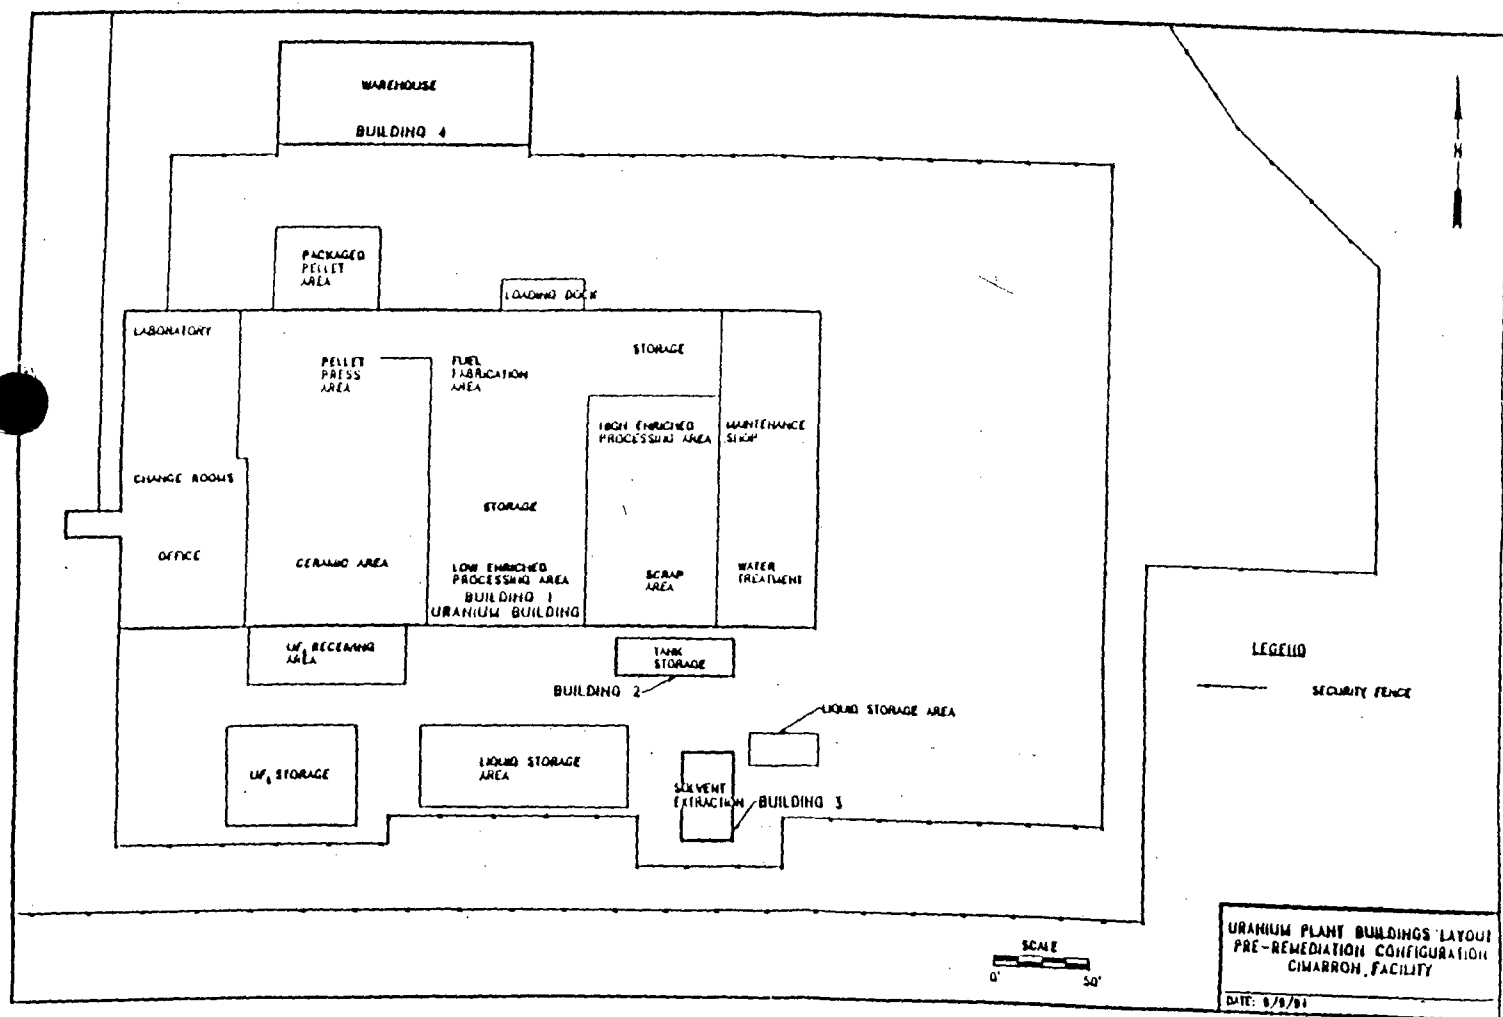 WAREHOUSE
BUILDING 4
N
PACKAGED
PELLET
AREA
LOADING DOCK
LABORATORY
PELLET
PRESS
AREA
FUEL
FABRICATION
AREA
STORAGE
HIGH ENRICHED
PROCESSING AREA
MAINTENANCE
SHOP
CHANGE ROOMS
STORAGE
OFFICE
CERAMIC AREA
LOW ENRICHED
PROCESSING AREA
BUILDING 1
URANIUM BUILDING
SCRAP
AREA
WATER
TREATMENT
UF6 RECEIVING
AREA
TANK
STORAGE
BUILDING 2
LEGEND
SECURITY FENCE
LIQUID STORAGE AREA
UF6 STORAGE
LIQUID STORAGE
AREA
SOLVENT
EXTRACTION
BUILDING 3
SCALE
0' 50'
URANIUM PLANT BUILDINGS LAYOUT
PRE-REMEDIATION CONFIGURATION
CIMARRON FACILITY
DATE: